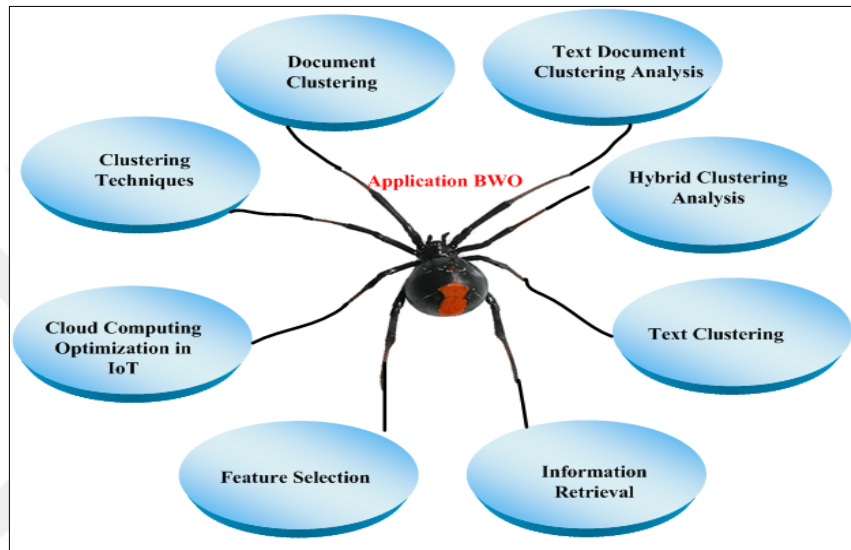 Document
Clustering
Text Document
Clustering Analysis
Clustering
Techniques
Application BWO
Hybrid Clustering
Analysis
Cloud Computing
Optimization in
IoT
Text Clustering
Feature Selection
Information
Retrieval